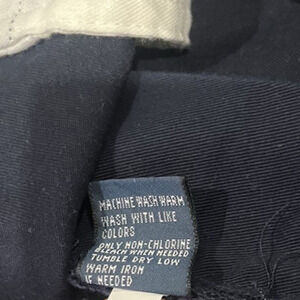 MACHINE WASH WARM
WASH WITH LIKE
COLORS
ONLY NON-CHLORINE
BLEACH WHEN NEEDED
TUMBLE DRY LOW
WARM IRON
IF NEEDED